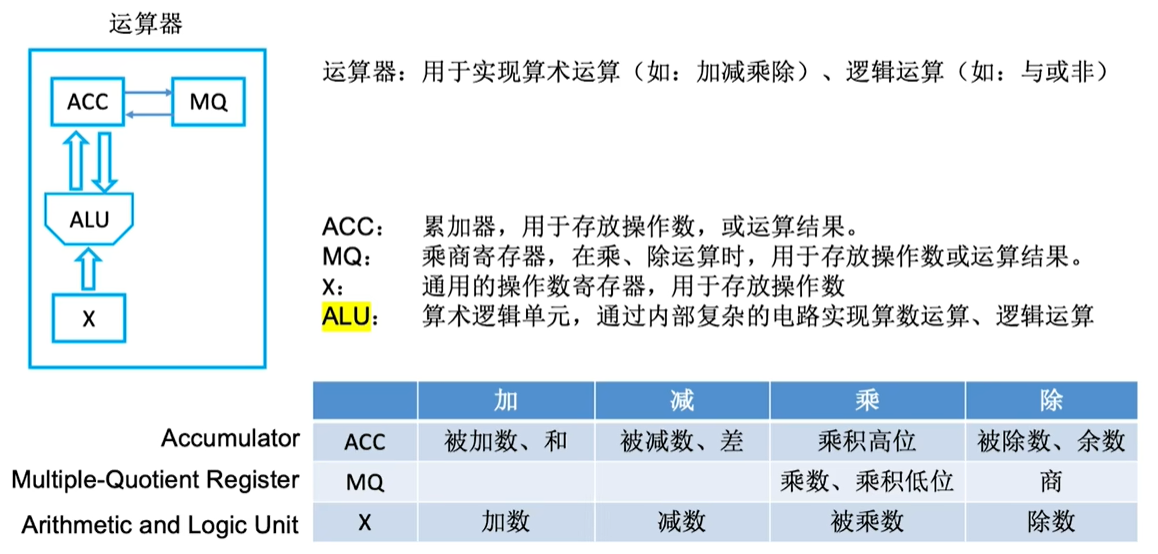 运算器
ACC
MQ
ALU
X
运算器：用于实现算术运算（如：加减乘除）、逻辑运算（如：与或非）
ACC： 累加器，用于存放操作数，或运算结果。
MQ： 乘商寄存器，在乘、除运算时，用于存放操作数或运算结果。
X： 通用的操作数寄存器，用于存放操作数
ALU： 算术逻辑单元，通过内部复杂的电路实现算数运算、逻辑运算
加 减 乘 除
Accumulator ACC 被加数、和 被减数、差 乘积高位 被除数、余数
Multiple-Quotient Register MQ 乘数、乘积低位 商
Arithmetic and Logic Unit X 加数 减数 被乘数 除数